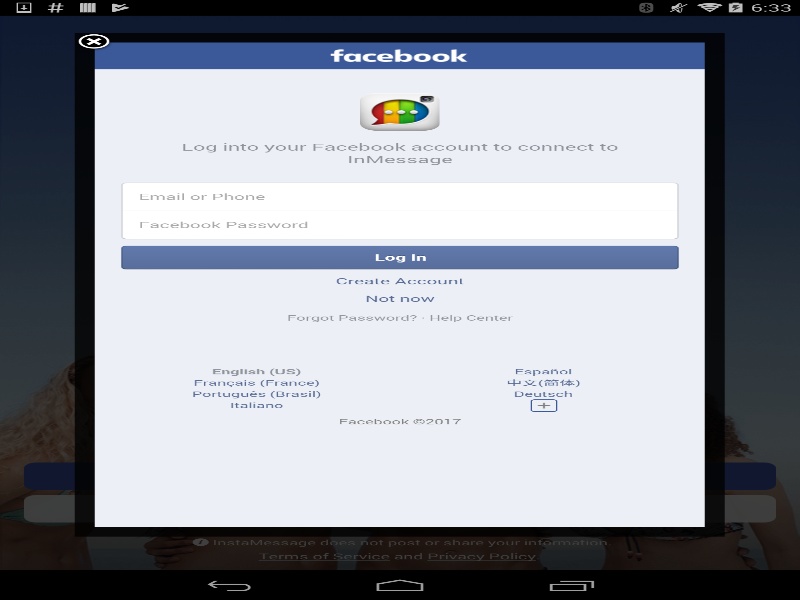 6:33
facebook
Log into your Facebook account to connect to
InMessage
Email or Phone
Facebook Password
Log In
Create Account
Not now
Forgot Password? · Help Center
English (US)
Español
Français (France)
中文(简体)
Português (Brasil)
Deutsch
Italiano
Facebook ©2017
InstaMessage does not post or share your information.
Terms of Service and Privacy Policy